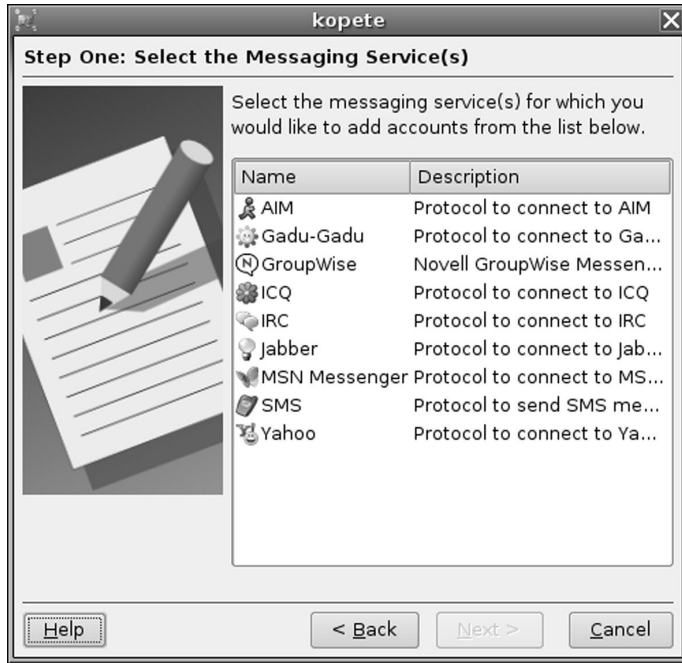 kopete
Step One: Select the Messaging Service(s)
Select the messaging service(s) for which you
would like to add accounts from the list below.
Name Description
AIM Protocol to connect to AIM
Gadu-Gadu Protocol to connect to Ga...
GroupWise Novell GroupWise Messen...
ICQ Protocol to connect to ICQ
IRC Protocol to connect to IRC
Jabber Protocol to connect to Jab...
MSN Messenger Protocol to connect to MS...
SMS Protocol to send SMS me...
Yahoo Protocol to connect to Ya...
Help < Back Next > Cancel